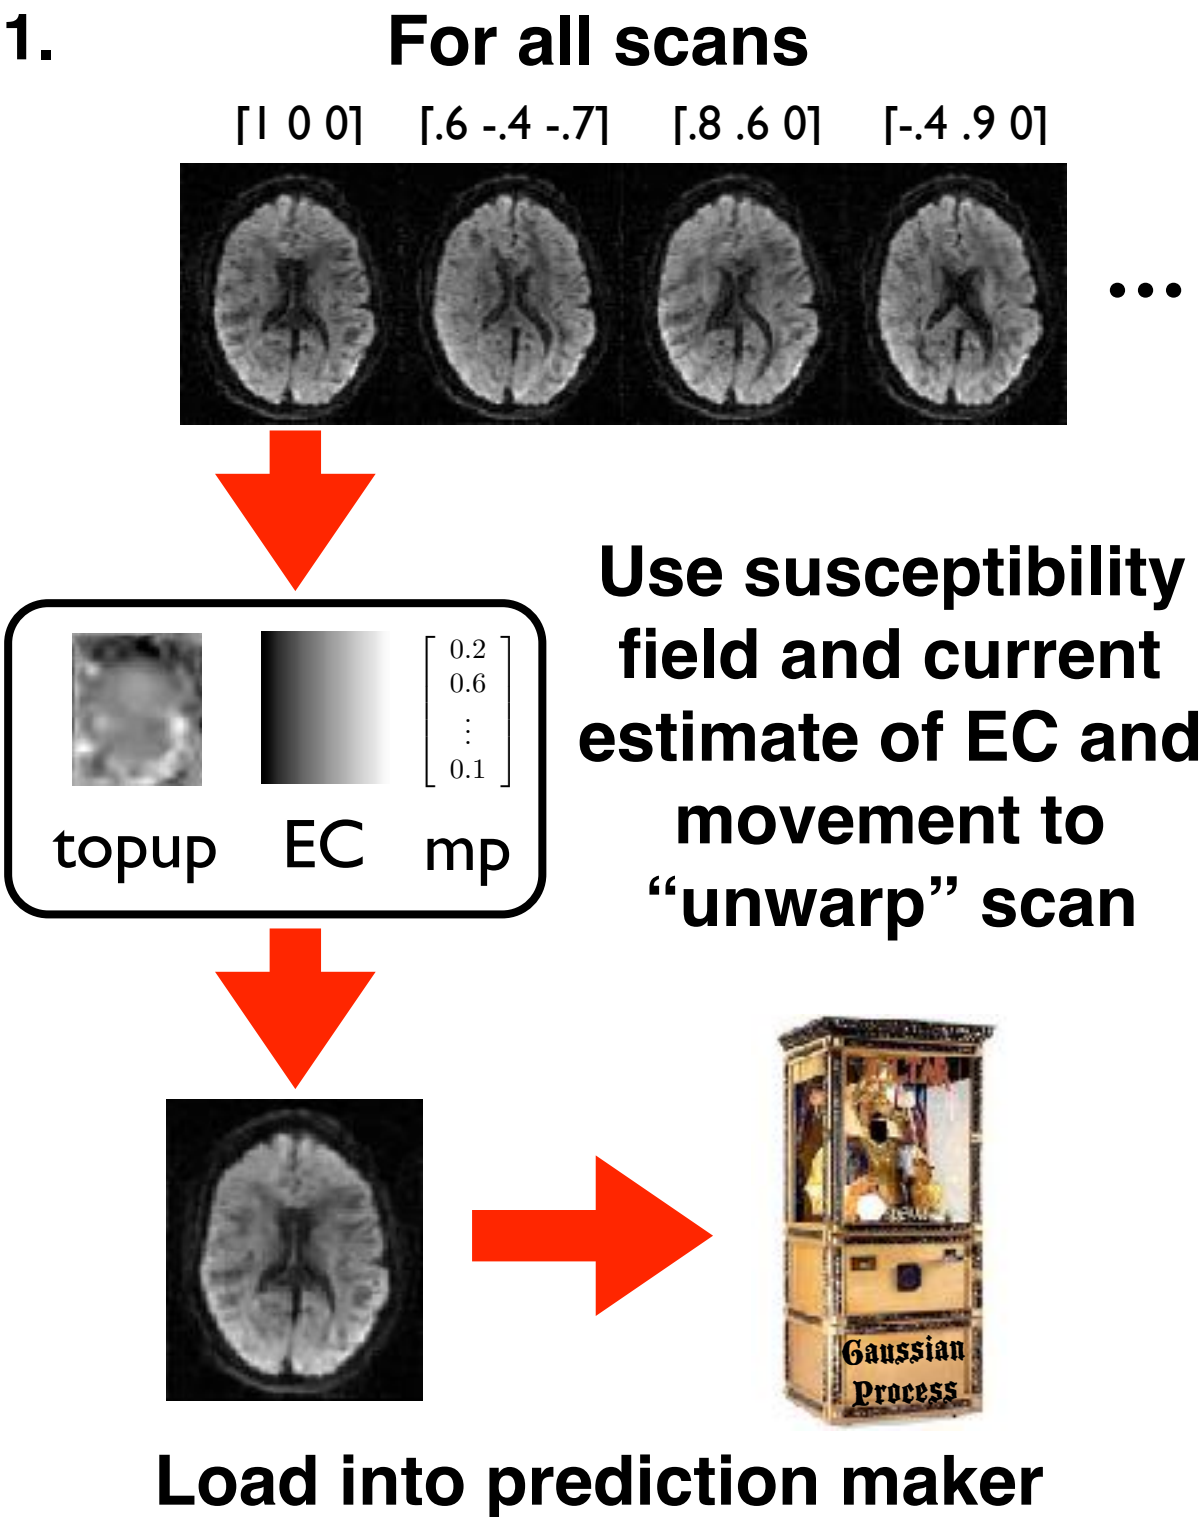 1.
For all scans
⌈1 0 0⌉ ⌈.6 -.4 -.7⌉ ⌈.8 .6 0⌉ ⌈-.4 .9 0⌉
...
Use susceptibility
field and current
estimate of EC and
movement to
“unwarp” scan
0.2
0.6
⋮
0.1
topup EC mp
Gaussian
Process
Load into prediction maker